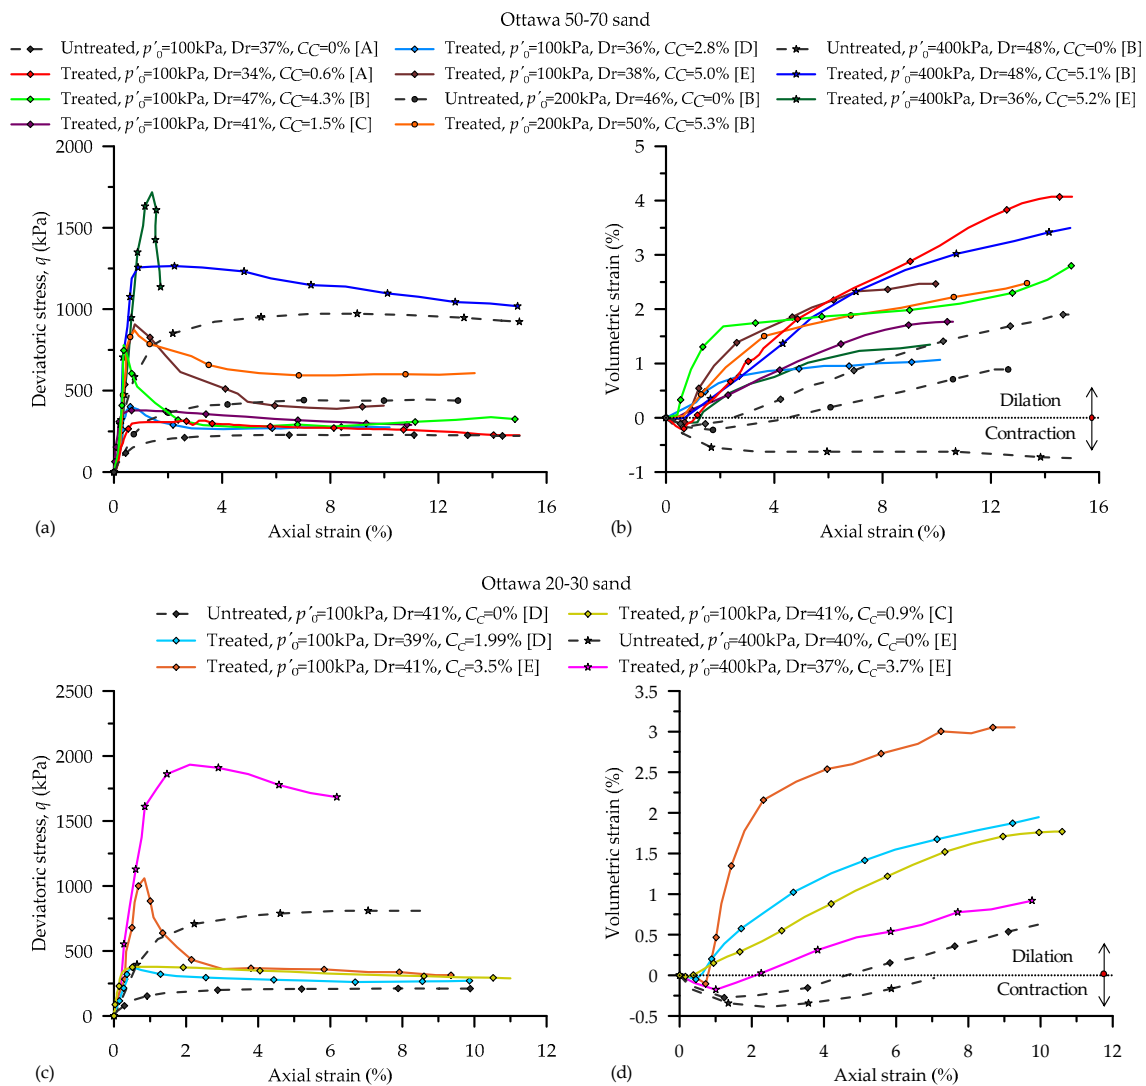 Ottawa 50-70 sand
Untreated, p′0=100kPa, Dr=37%, CC=0% [A]
Treated, p′0=100kPa, Dr=34%, CC=0.6% [A]
Treated, p′0=100kPa, Dr=47%, CC=4.3% [B]
Treated, p′0=100kPa, Dr=41%, CC=1.5% [C]
Treated, p′0=100kPa, Dr=36%, CC=2.8% [D]
Treated, p′0=100kPa, Dr=38%, CC=5.0% [E]
Untreated, p′0=200kPa, Dr=46%, CC=0% [B]
Treated, p′0=200kPa, Dr=50%, CC=5.3% [B]
Untreated, p′0=400kPa, Dr=48%, CC=0% [B]
Treated, p′0=400kPa, Dr=48%, CC=5.1% [B]
Treated, p′0=400kPa, Dr=36%, CC=5.2% [E]
Deviatoric stress, q (kPa)
2000
1500
1000
500
0
0 4 8 12 16
Axial strain (%)
(a)
Volumetric strain (%)
5
4
3
2
1
0
-1
Dilation
Contraction
0 4 8 12 16
Axial strain (%)
(b)
Ottawa 20-30 sand
Untreated, p′0=100kPa, Dr=41%, CC=0% [D]
Treated, p′0=100kPa, Dr=39%, CC=1.99% [D]
Treated, p′0=100kPa, Dr=41%, CC=3.5% [E]
Treated, p′0=100kPa, Dr=41%, CC=0.9% [C]
Untreated, p′0=400kPa, Dr=40%, CC=0% [E]
Treated, p′0=400kPa, Dr=37%, CC=3.7% [E]
Deviatoric stress, q (kPa)
2500
2000
1500
1000
500
0
0 2 4 6 8 10 12
Axial strain (%)
(c)
Volumetric strain (%)
3.5
3
2.5
2
1.5
1
0.5
0
-0.5
Dilation
Contraction
0 2 4 6 8 10 12
Axial strain (%)
(d)